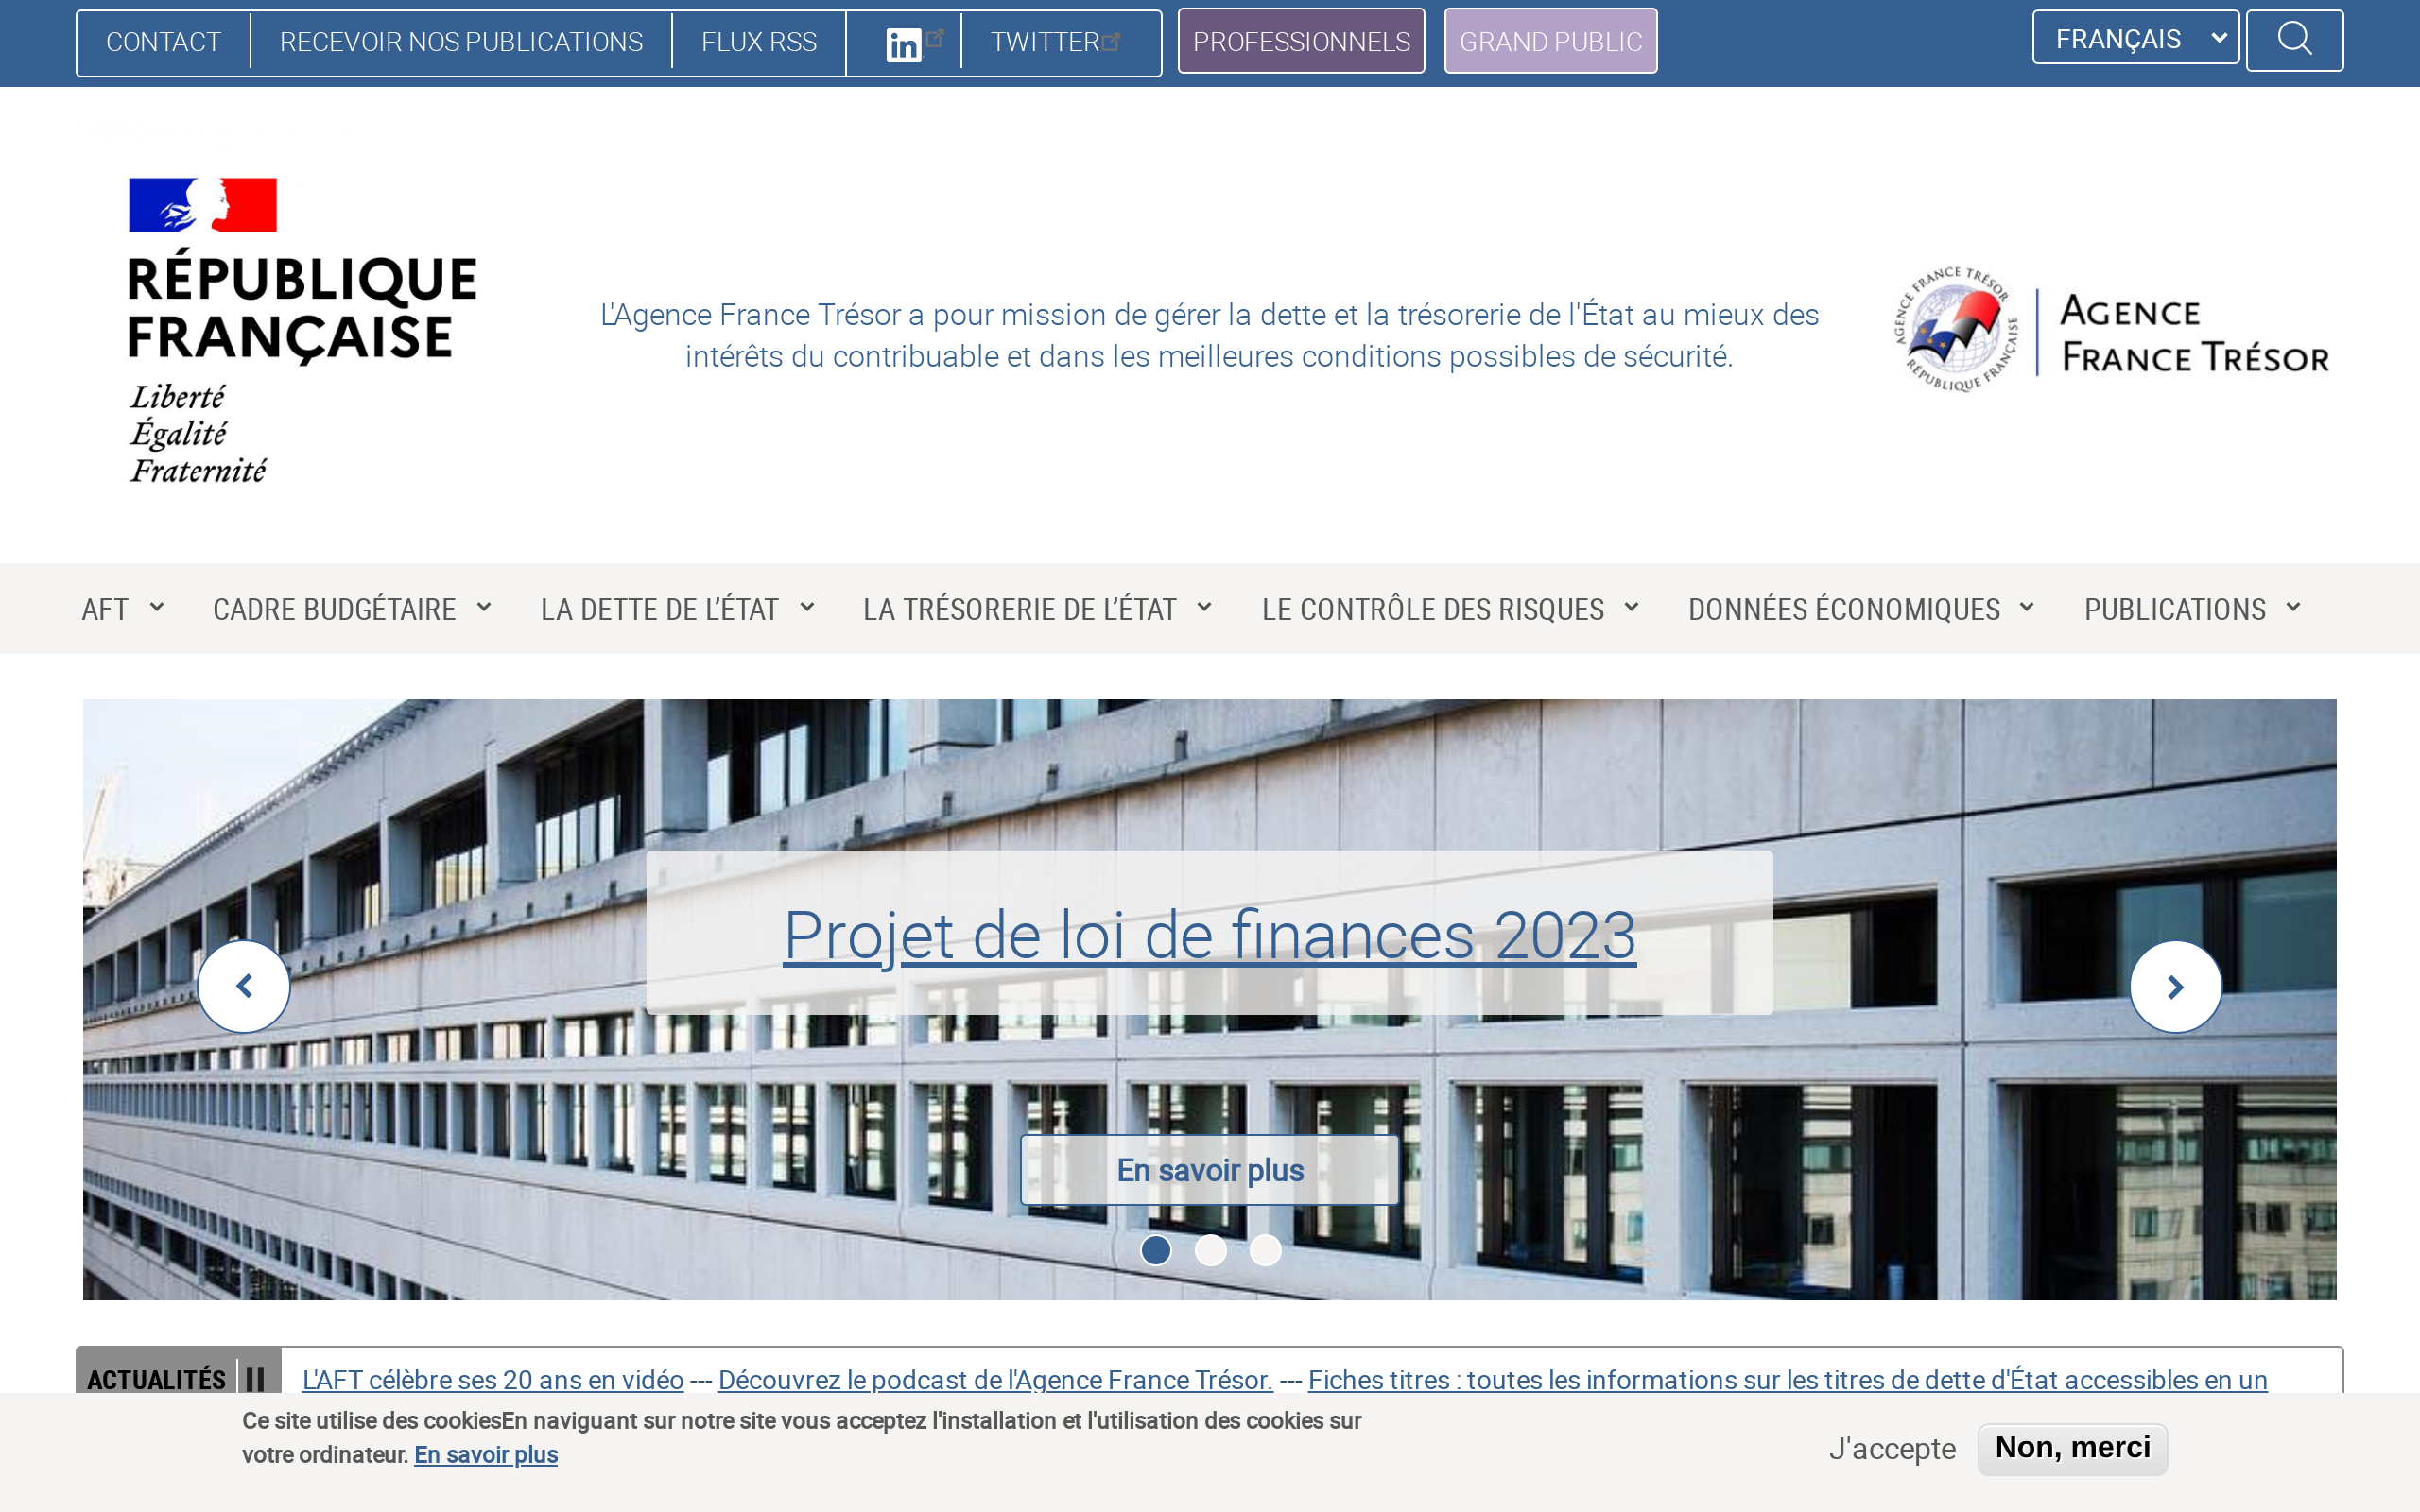 CONTACT
RECEVOIR NOS PUBLICATIONS
FLUX RSS
in
TWITTER
PROFESSIONNELS
GRAND PUBLIC
FRANÇAIS
RÉPUBLIQUE
FRANÇAISE
Liberté
Égalité
Fraternité
L'Agence France Trésor a pour mission de gérer la dette et la trésorerie de l'État au mieux des
intérêts du contribuable et dans les meilleures conditions possibles de sécurité.
AGENCE FRANCE TRÉSOR
RÉPUBLIQUE FRANÇAISE
AGENCE
FRANCE TRÉSOR
AFT
CADRE BUDGÉTAIRE
LA DETTE DE L’ÉTAT
LA TRÉSORERIE DE L’ÉTAT
LE CONTRÔLE DES RISQUES
DONNÉES ÉCONOMIQUES
PUBLICATIONS
Projet de loi de finances 2023
En savoir plus
ACTUALITÉS
L'AFT célèbre ses 20 ans en vidéo --- Découvrez le podcast de l'Agence France Trésor. --- Fiches titres : toutes les informations sur les titres de dette d'État accessibles en un
Ce site utilise des cookiesEn naviguant sur notre site vous acceptez l'installation et l'utilisation des cookies sur
votre ordinateur. En savoir plus
J'accepte
Non, merci